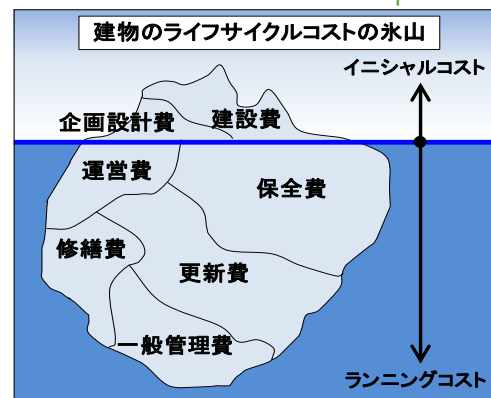 建物のライフサイクルコストの氷山
イニシャルコスト
企画設計費
建設費
運営費
保全費
修繕費
更新費
一般管理費
ランニングコスト